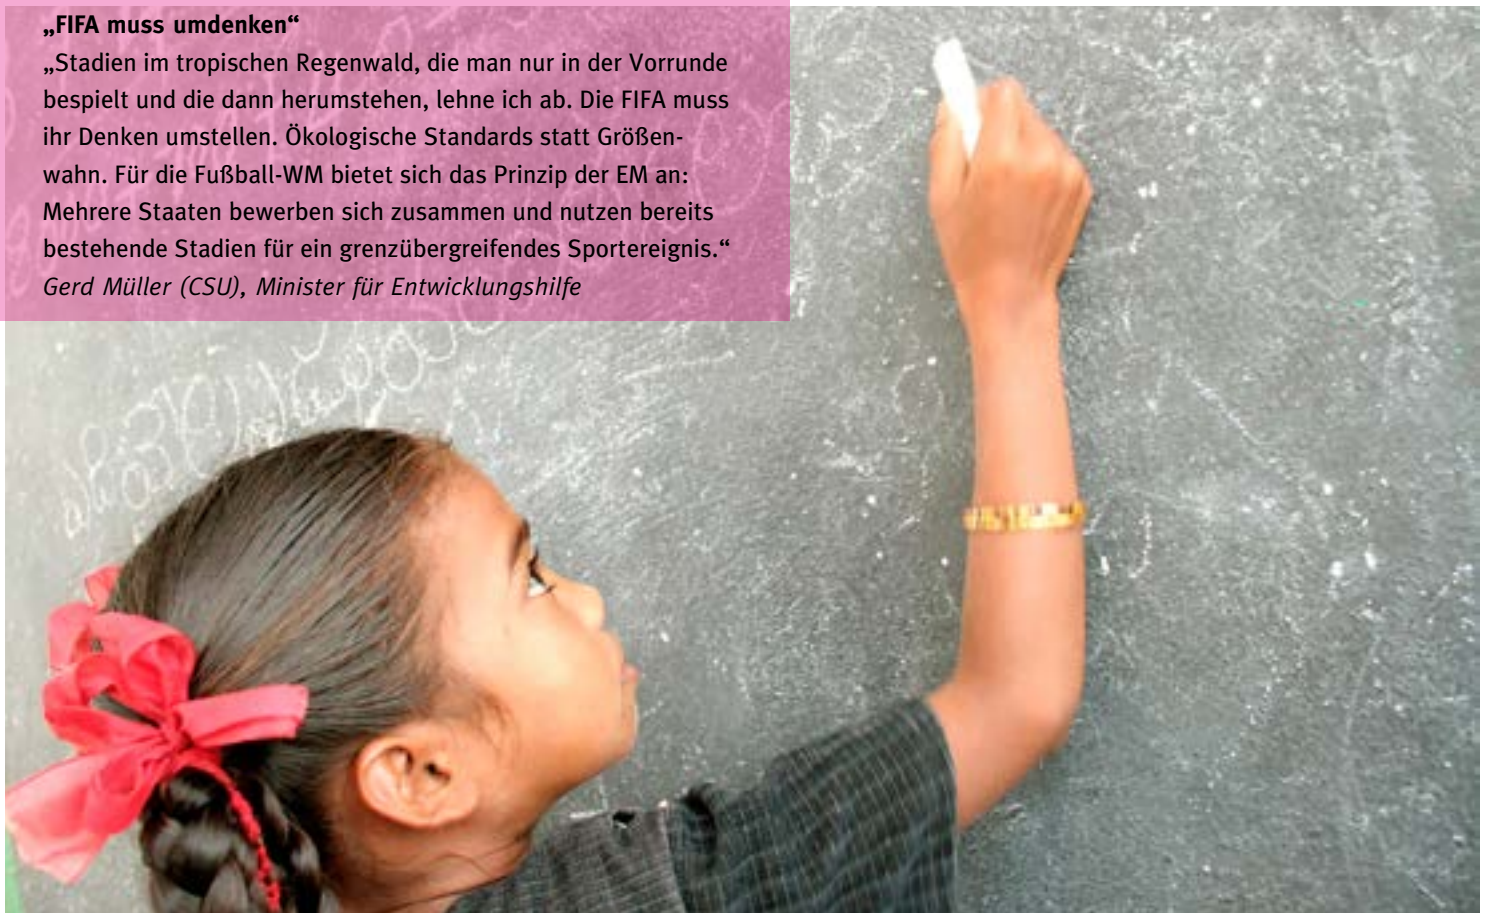 „FIFA muss umdenken“
„Stadien im tropischen Regenwald, die man nur in der Vorrunde
bespielt und die dann herumstehen, lehne ich ab. Die FIFA muss
ihr Denken umstellen. Ökologische Standards statt Größen-
wahn. Für die Fußball-WM bietet sich das Prinzip der EM an:
Mehrere Staaten bewerben sich zusammen und nutzen bereits
bestehende Stadien für ein grenzübergreifendes Sportereignis.“
Gerd Müller (CSU), Minister für Entwicklungshilfe